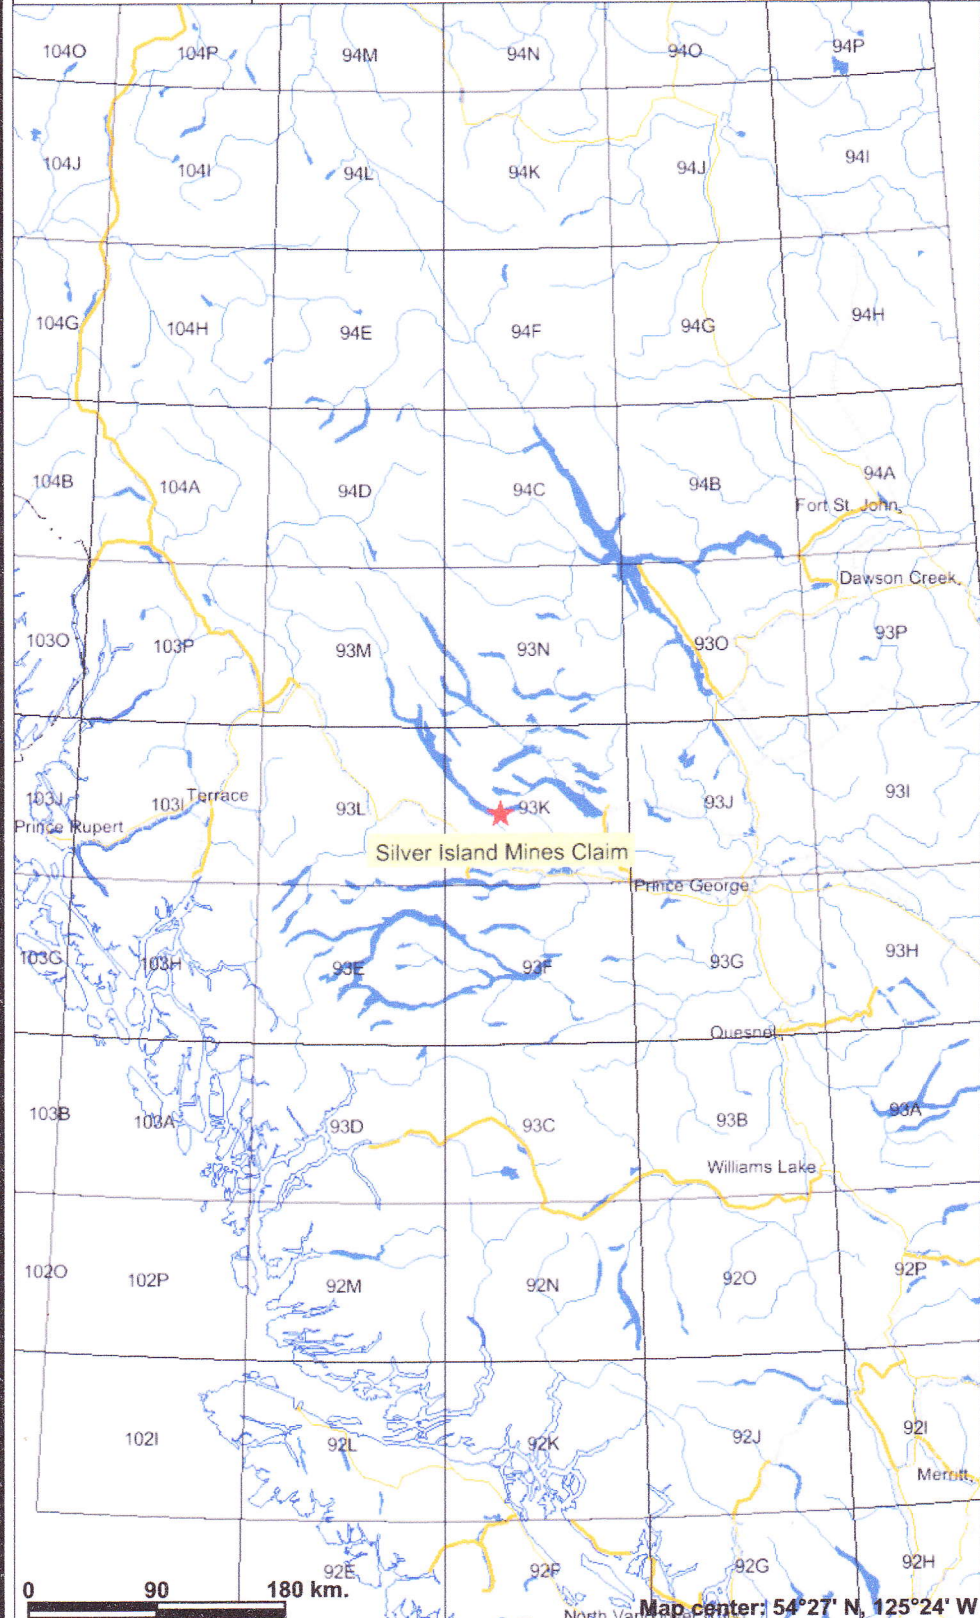 104O 104P 94M 94N 94O 94P
104J 104I 94L 94K 94J 94I
104G 104H 94E 94F 94G 94H
104B 104A 94D 94C 94B 94A
Fort St. John
Dawson Creek
103O 103P 93M 93N 93O 93P
103J 103I Terrace 93L 93K 93J 93I
Prince Rupert
Silver Island Mines Claim
Prince George
103G 103H 93E 93F 93G 93H
Quesnel
103B 103A 93D 93C 93B 93A
Williams Lake
102O 102P 92M 92N 92O 92P
102I 92L 92K 92J 92I
Merritt
92E 92F 92G 92H
0 90 180 km.
Map center: 54°27' N, 125°24' W